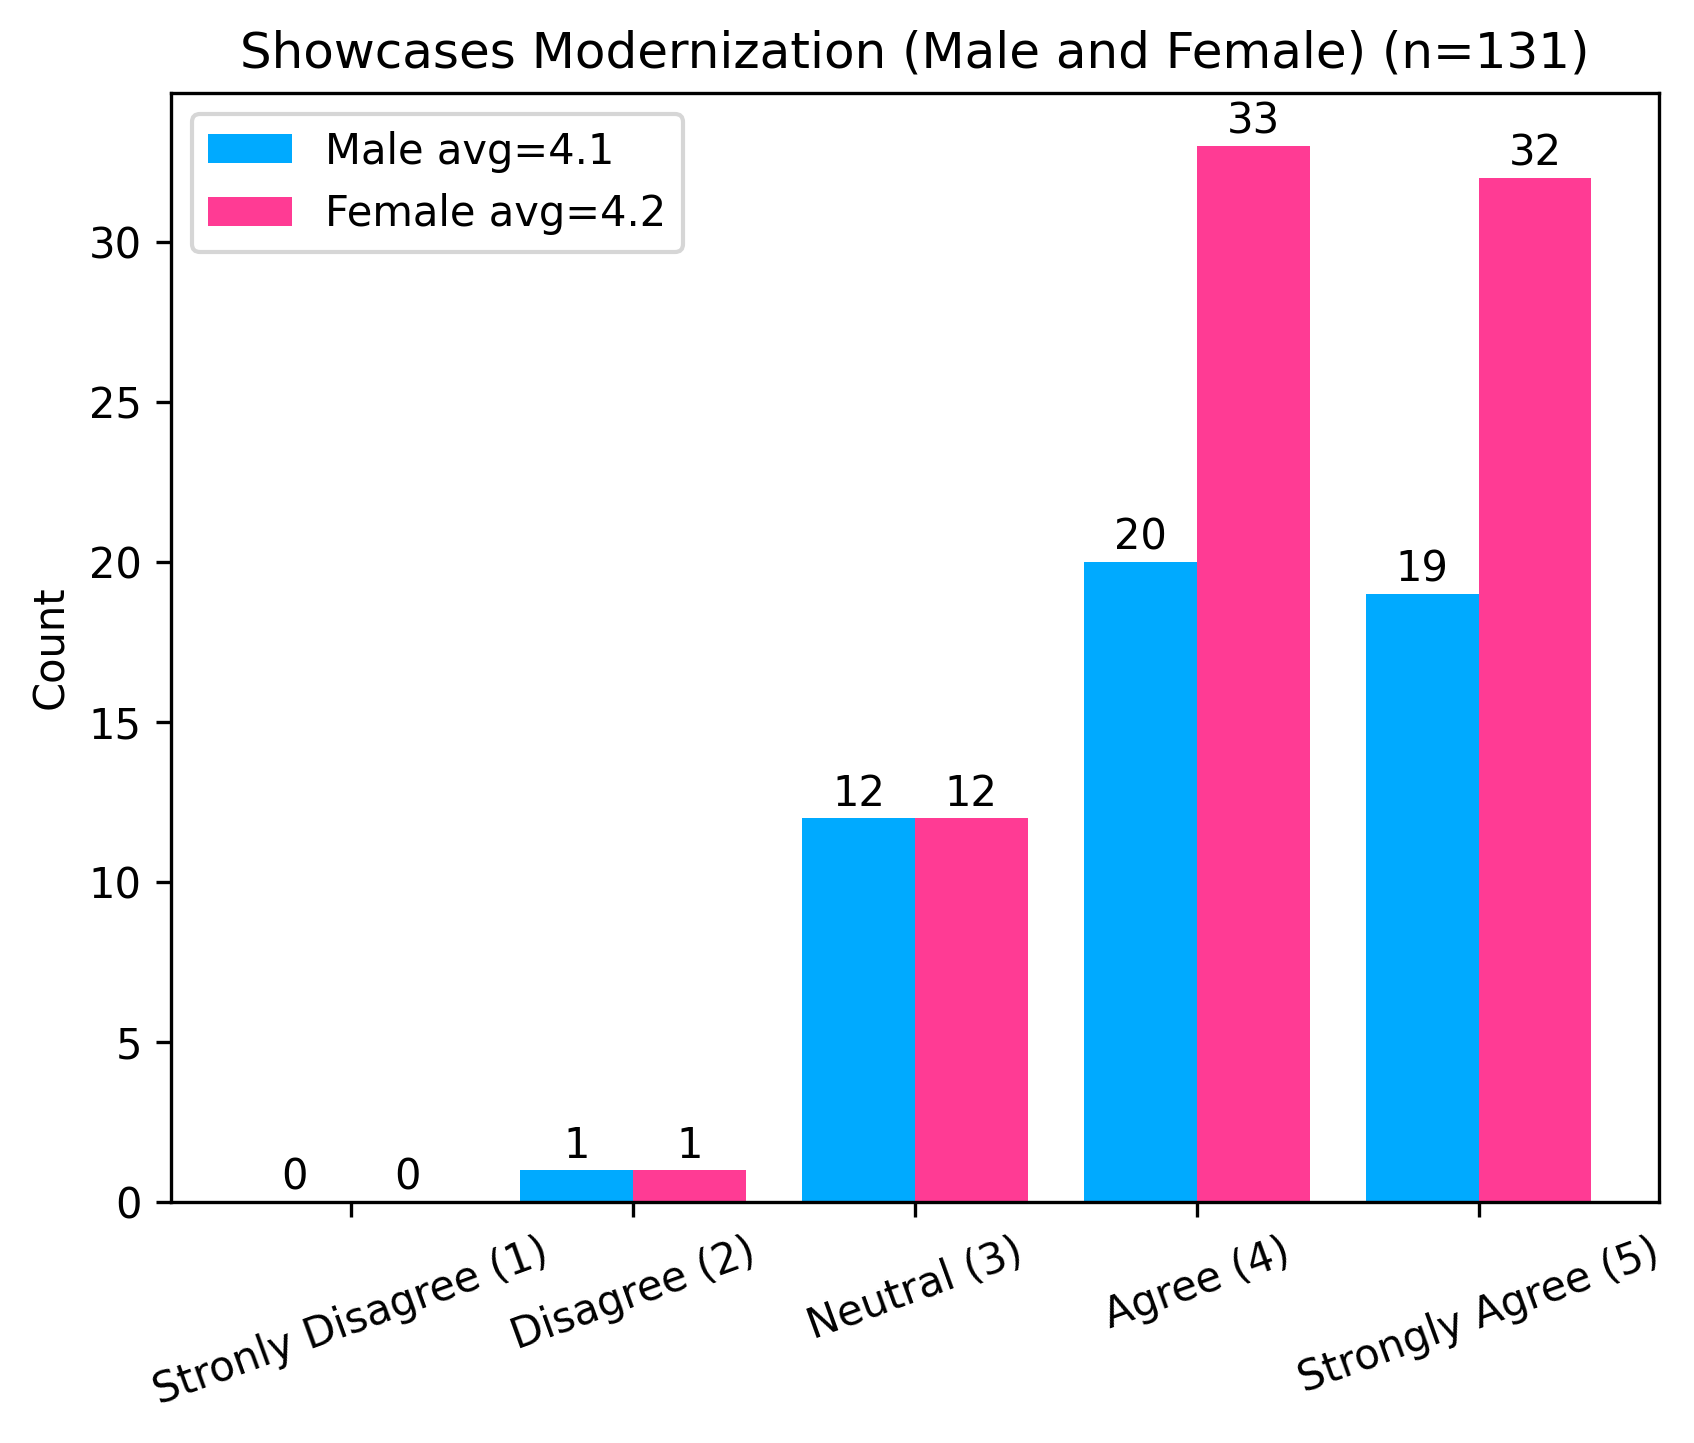 Showcases Modernization (Male and Female) (n=131)
Male avg=4.1
Female avg=4.2
33
32
30
25
20
20
19
15
12
12
10
5
1
1
0
0
0
Count
Stronly Disagree (1)
Disagree (2)
Neutral (3)
Agree (4)
Strongly Agree (5)